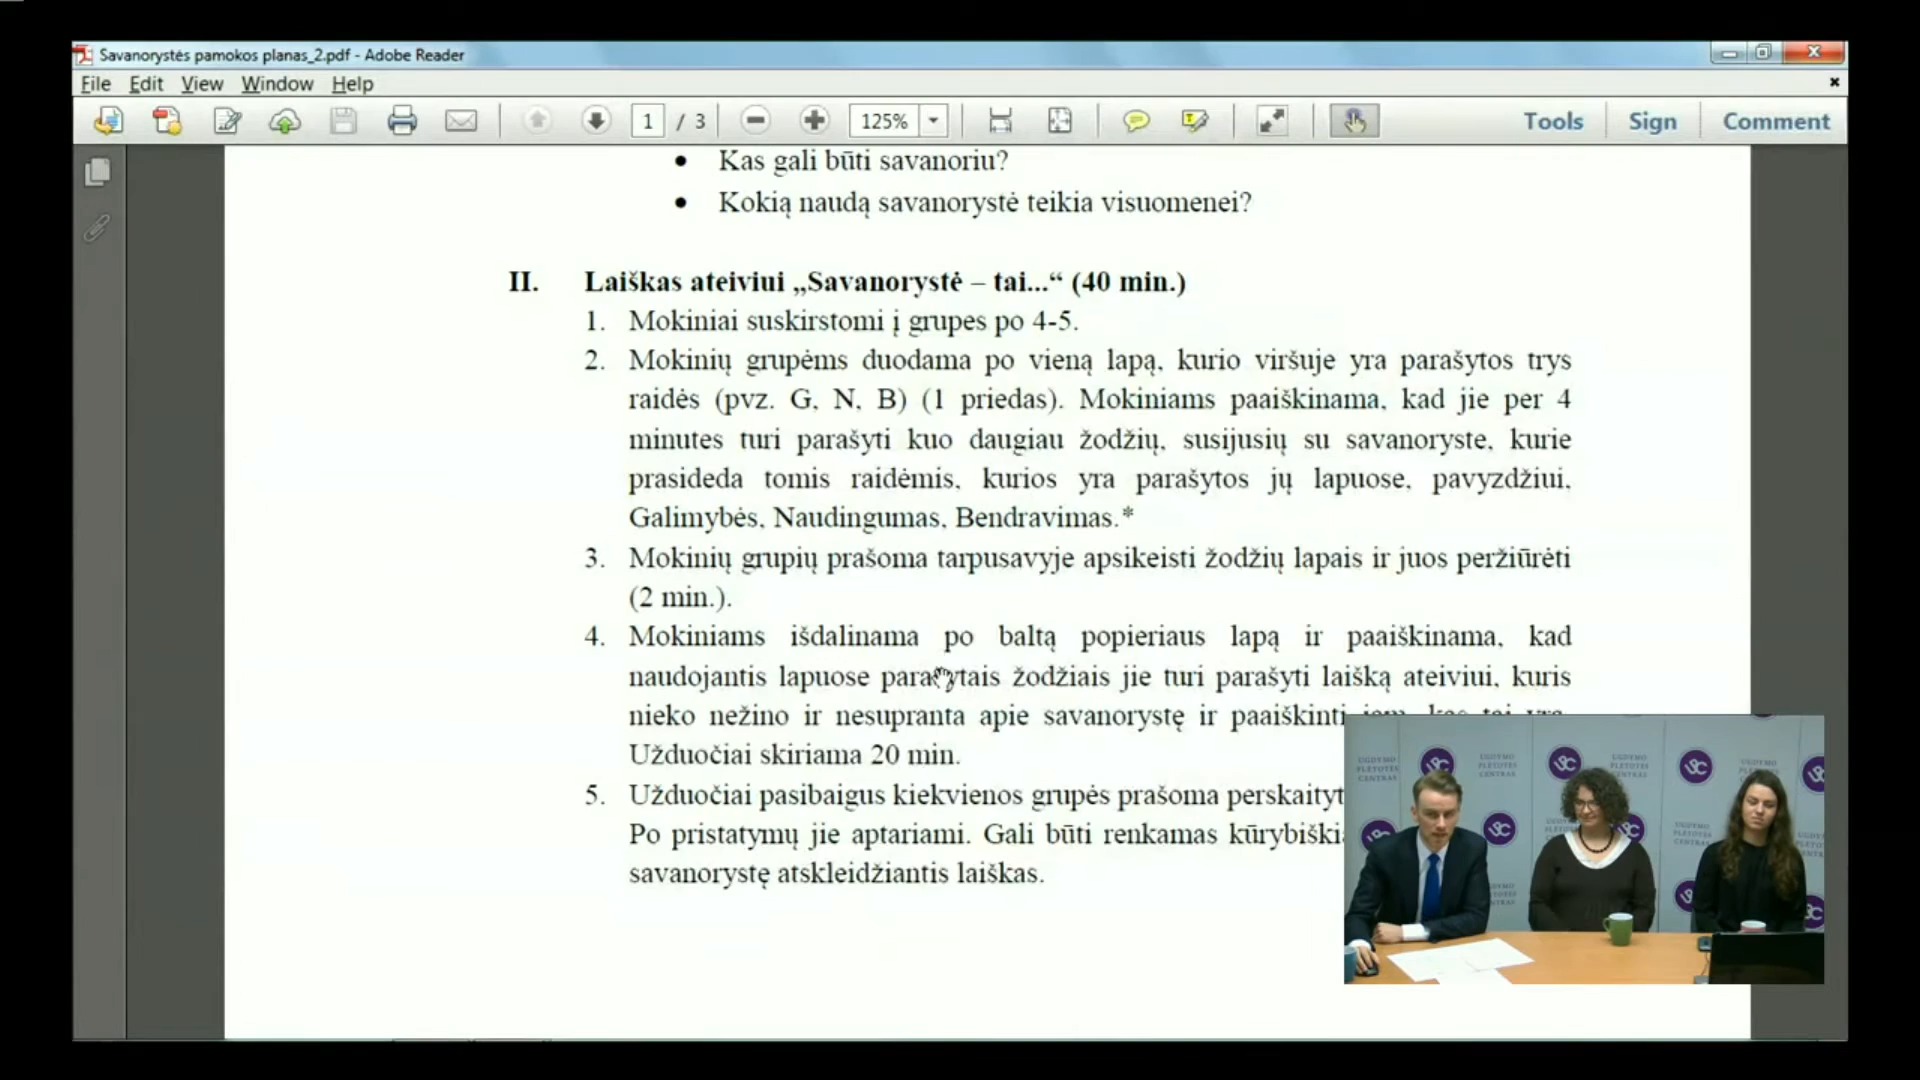 Savanorystės pamokos planas_2.pdf - Adobe Reader
File Edit View Window Help
1 / 3 125% Tools Sign Comment
• Kas gali būti savanoriu?
• Kokią naudą savanorystė teikia visuomenei?
II. Laiškas ateiviui „Savanorystė – tai...“ (40 min.)
1. Mokiniai suskirstomi į grupes po 4-5.
2. Mokinių grupėms duodama po vieną lapą, kurio viršuje yra parašytos trys
raidės (pvz. G, N, B) (1 priedas). Mokiniams paaiškinama, kad jie per 4
minutes turi parašyti kuo daugiau žodžių, susijusių su savanoryste, kurie
prasideda tomis raidėmis, kurios yra parašytos jų lapuose, pavyzdžiui,
Galimybės, Naudingumas, Bendravimas.*
3. Mokinių grupių prašoma tarpusavyje apsikeisti žodžių lapais ir juos peržiūrėti
(2 min.).
4. Mokiniams išdalinama po baltą popieriaus lapą ir paaiškinama, kad
naudojantis lapuose parašytais žodžiais jie turi parašyti laišką ateiviui, kuris
nieko nežino ir nesupranta apie savanorystę ir paaiškinti
Užduočiai skiriama 20 min.
5. Užduočiai pasibaigus kiekvienos grupės prašoma perskaityt
Po pristatymų jie aptariami. Gali būti renkamas kūrybiškia
savanorystę atskleidžiantis laiškas.
UGDYMO
PLĖTOTĖS
CENTRAS